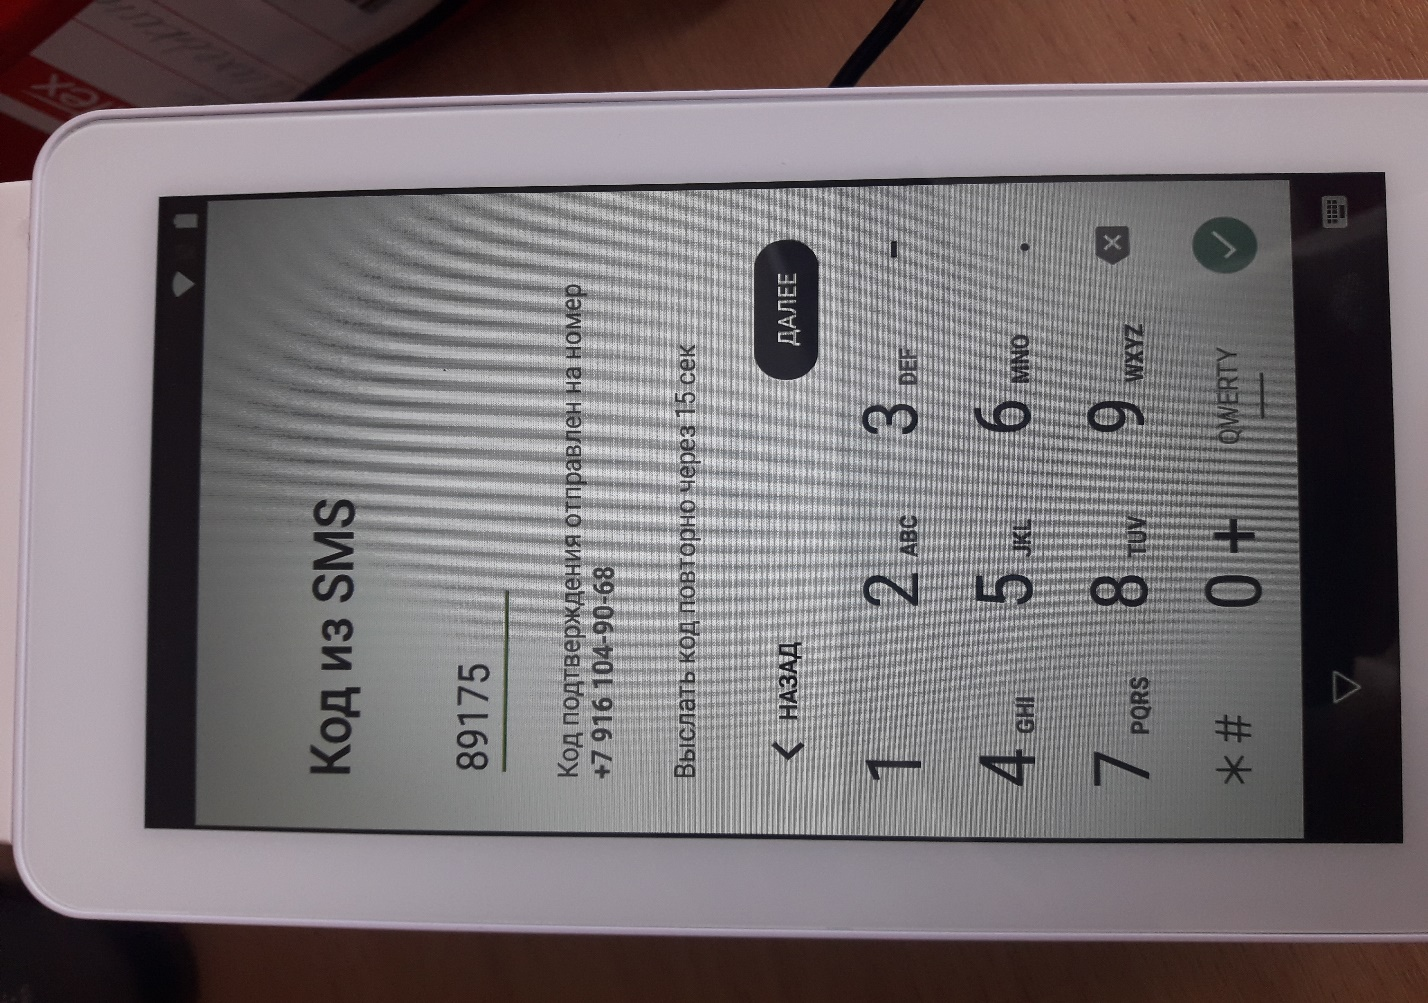 Код из SMS
89175
Код подтверждения отправлен на номер
+7 916 104-90-68
Выслать код повторно через 15 сек
НАЗАД
ДАЛЕЕ
1 2 ABC 3 DEF -
4 GHI 5 JKL 6 MNO .
7 PQRS 8 TUV 9 WXYZ
* # 0 + QWERTY